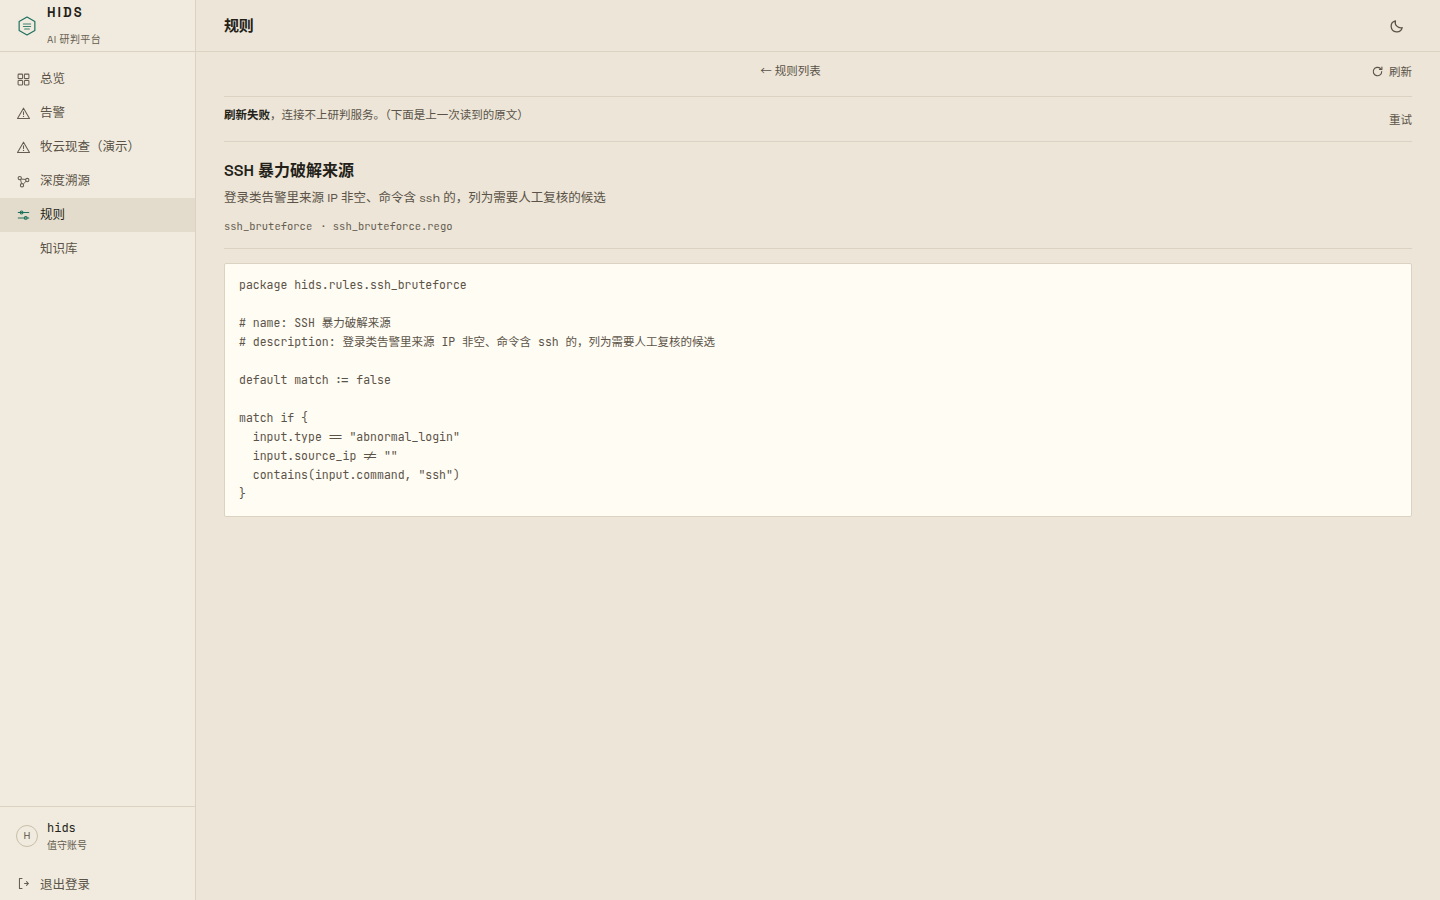 HIDS
AI 研判平台
总览
告警
牧云现查（演示）
深度溯源
规则
知识库
H
hids
值守账号
退出登录
规则
← 规则列表
刷新
刷新失败，连接不上研判服务。（下面是上一次读到的原文）
重试
SSH 暴力破解来源
登录类告警里来源 IP 非空、命令含 ssh 的，列为需要人工复核的候选
ssh_bruteforce · ssh_bruteforce.rego
package hids.rules.ssh_bruteforce
# name: SSH 暴力破解来源
# description: 登录类告警里来源 IP 非空、命令含 ssh 的，列为需要人工复核的候选
default match := false
match if {
  input.type == "abnormal_login"
  input.source_ip != ""
  contains(input.command, "ssh")
}